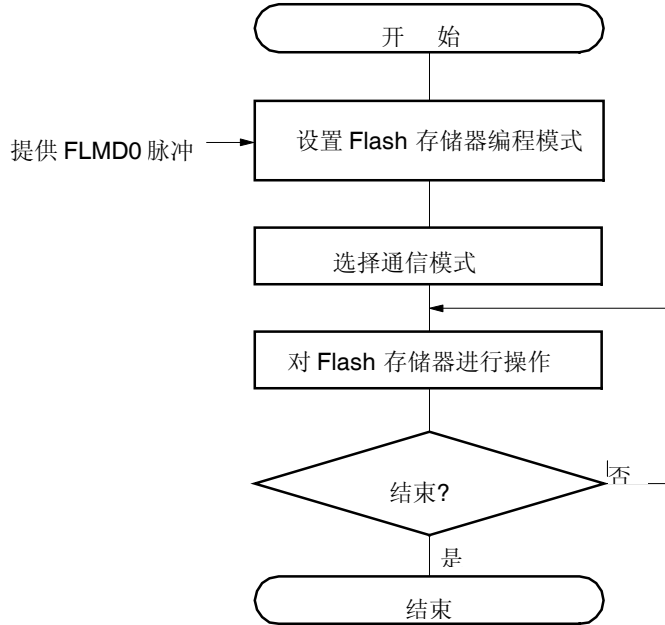 开 始
提供 FLMD0 脉冲
设置 Flash 存储器编程模式
选择通信模式
对 Flash 存储器进行操作
结束?
否
是
结束